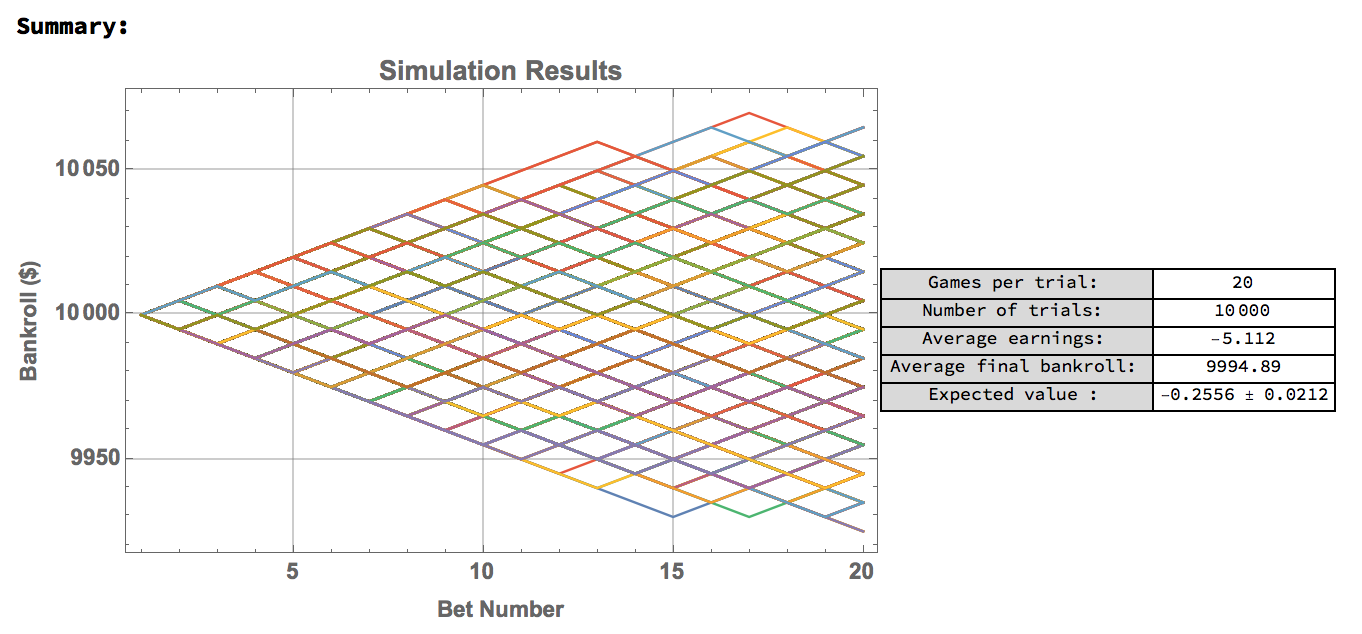 Summary:
Simulation Results
Bankroll ($)
10 050
10 000
9950
5
10
15
20
Bet Number
Games per trial: 20
Number of trials: 10 000
Average earnings: -5.112
Average final bankroll: 9994.89
Expected value : -0.2556 ± 0.0212